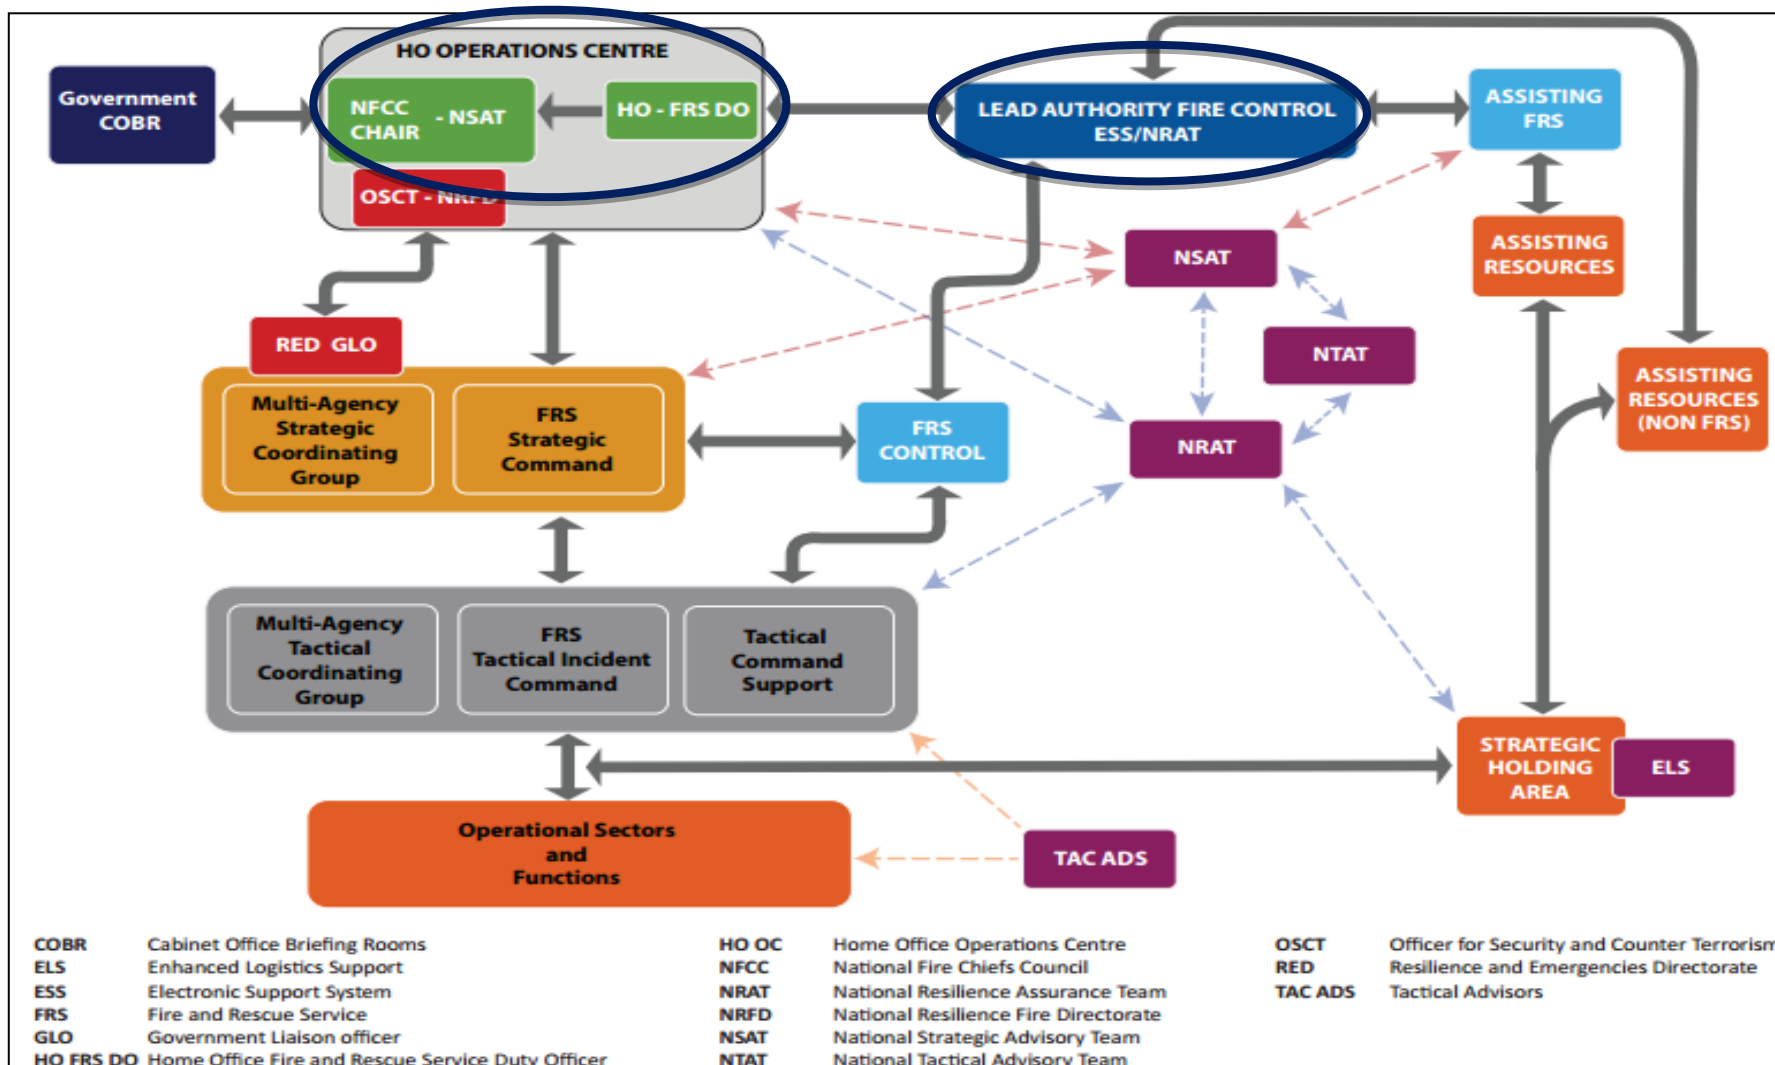 HO OPERATIONS CENTRE
Government
COBR
NFCC
CHAIR
- NSAT
HO - FRS DO
OSCT - NRFD
LEAD AUTHORITY FIRE CONTROL
ESS/NRAT
ASSISTING
FRS
ASSISTING
RESOURCES
NSAT
NTAT
NRAT
ASSISTING
RESOURCES
(NON FRS)
RED GLO
Multi-Agency
Strategic
Coordinating
Group
FRS
Strategic
Command
FRS
CONTROL
Multi-Agency
Tactical
Coordinating
Group
FRS
Tactical Incident
Command
Tactical
Command
Support
STRATEGIC
HOLDING
AREA
ELS
Operational Sectors
and
Functions
TAC ADS
COBR Cabinet Office Briefing Rooms
ELS Enhanced Logistics Support
ESS Electronic Support System
FRS Fire and Rescue Service
GLO Government Liaison officer
HO FRS DO Home Office Fire and Rescue Service Duty Officer
HO OC Home Office Operations Centre
NFCC National Fire Chiefs Council
NRAT National Resilience Assurance Team
NRFD National Resilience Fire Directorate
NSAT National Strategic Advisory Team
NTAT National Tactical Advisory Team
OSCT Officer for Security and Counter Terrorism
RED Resilience and Emergencies Directorate
TAC ADS Tactical Advisors